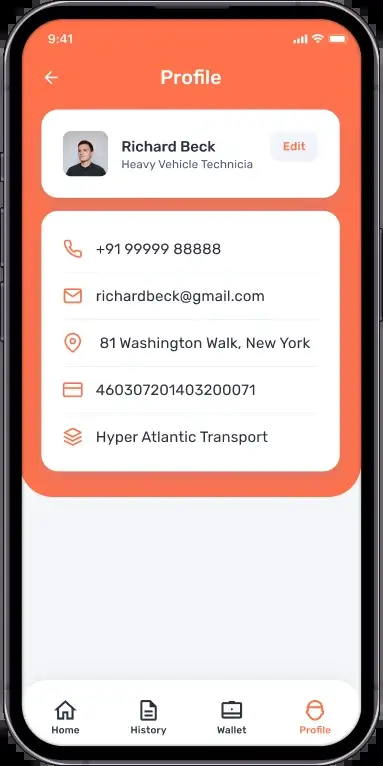 9:41
Profile
Richard Beck
Edit
Heavy Vehicle Technicia
+91 99999 88888
richardbeck@gmail.com
81 Washington Walk, New York
460307201403200071
Hyper Atlantic Transport
Home
History
Wallet
Profile